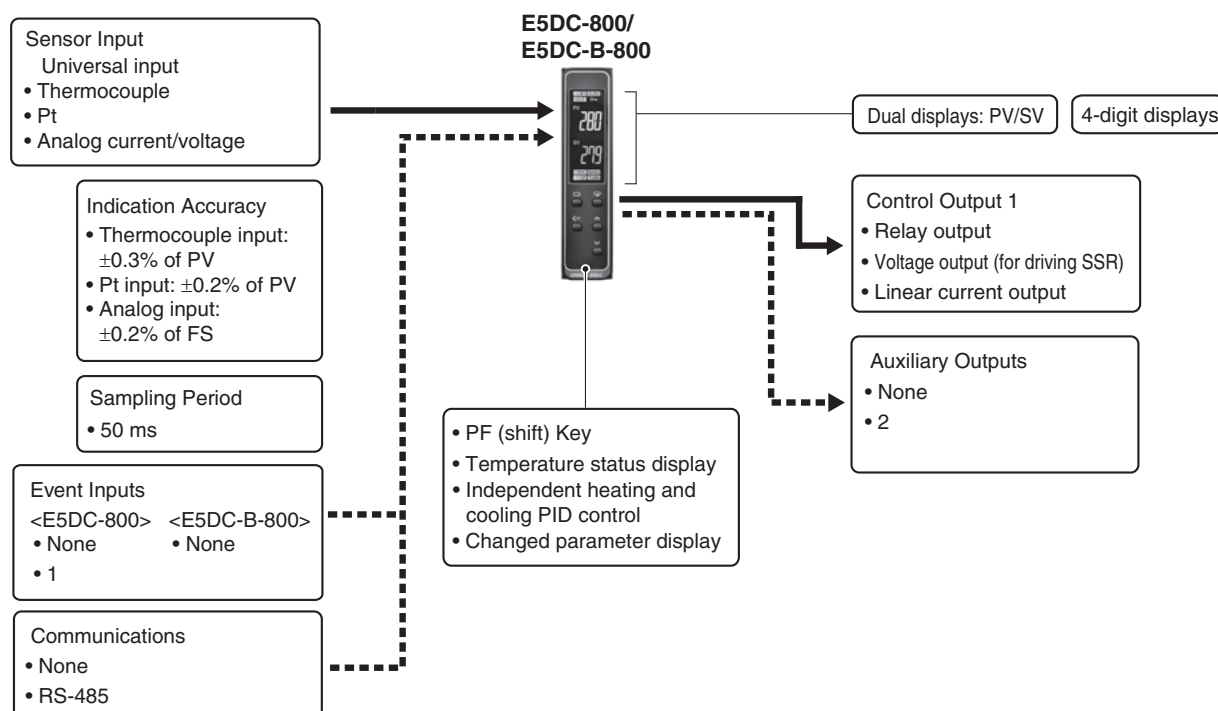 E5DC-800/
E5DC-B-800
Sensor Input
Universal input
• Thermocouple
• Pt
• Analog current/voltage
Indication Accuracy
• Thermocouple input:
±0.3% of PV
• Pt input: ±0.2% of PV
• Analog input:
±0.2% of FS
Sampling Period
• 50 ms
Event Inputs
<E5DC-800> <E5DC-B-800>
• None • None
• 1
Communications
• None
• RS-485
PV
280
SV
279
• PF (shift) Key
• Temperature status display
• Independent heating and
cooling PID control
• Changed parameter display
Dual displays: PV/SV
4-digit displays
Control Output 1
• Relay output
• Voltage output (for driving SSR)
• Linear current output
Auxiliary Outputs
• None
• 2